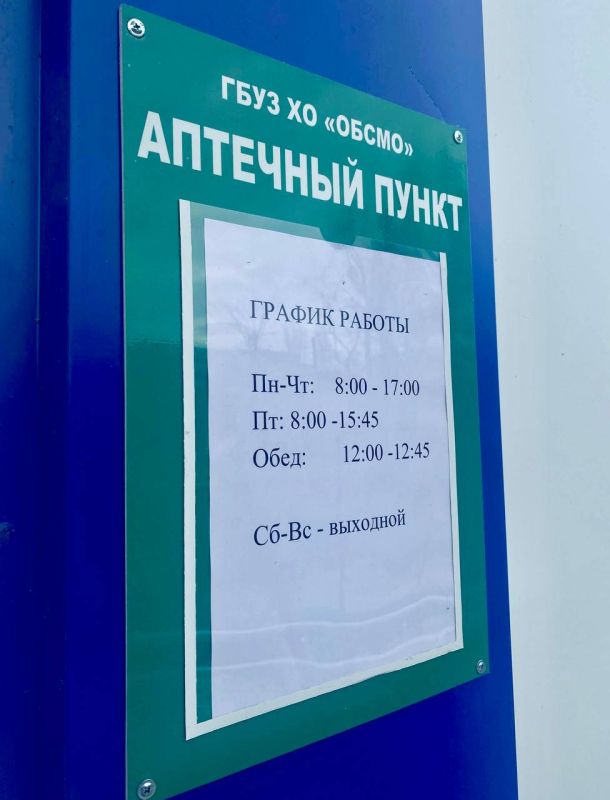 ГБУЗ ХО «ОБСМО»
АПТЕЧНЫЙ ПУНКТ
ГРАФИК РАБОТЫ
Пн-Чт: 8:00 - 17:00
Пт: 8:00 -15:45
Обед: 12:00 -12:45
Сб-Вс - выходной